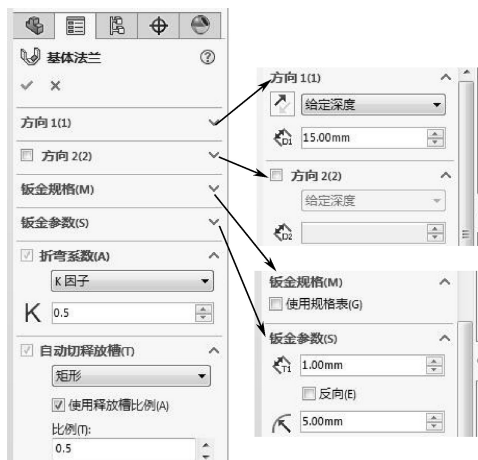 基体法兰
方向 1(1)
方向 2(2)
钣金规格(M)
钣金参数(S)
折弯系数(A)
K 因子
K 0.5
自动切释放槽(T)
矩形
使用释放槽比例(A)
比例(T):
0.5
方向 1(1)
给定深度
D1 15.00mm
方向 2(2)
给定深度
D2
钣金规格(M)
使用规格表(G)
钣金参数(S)
T1 1.00mm
反向(E)
5.00mm